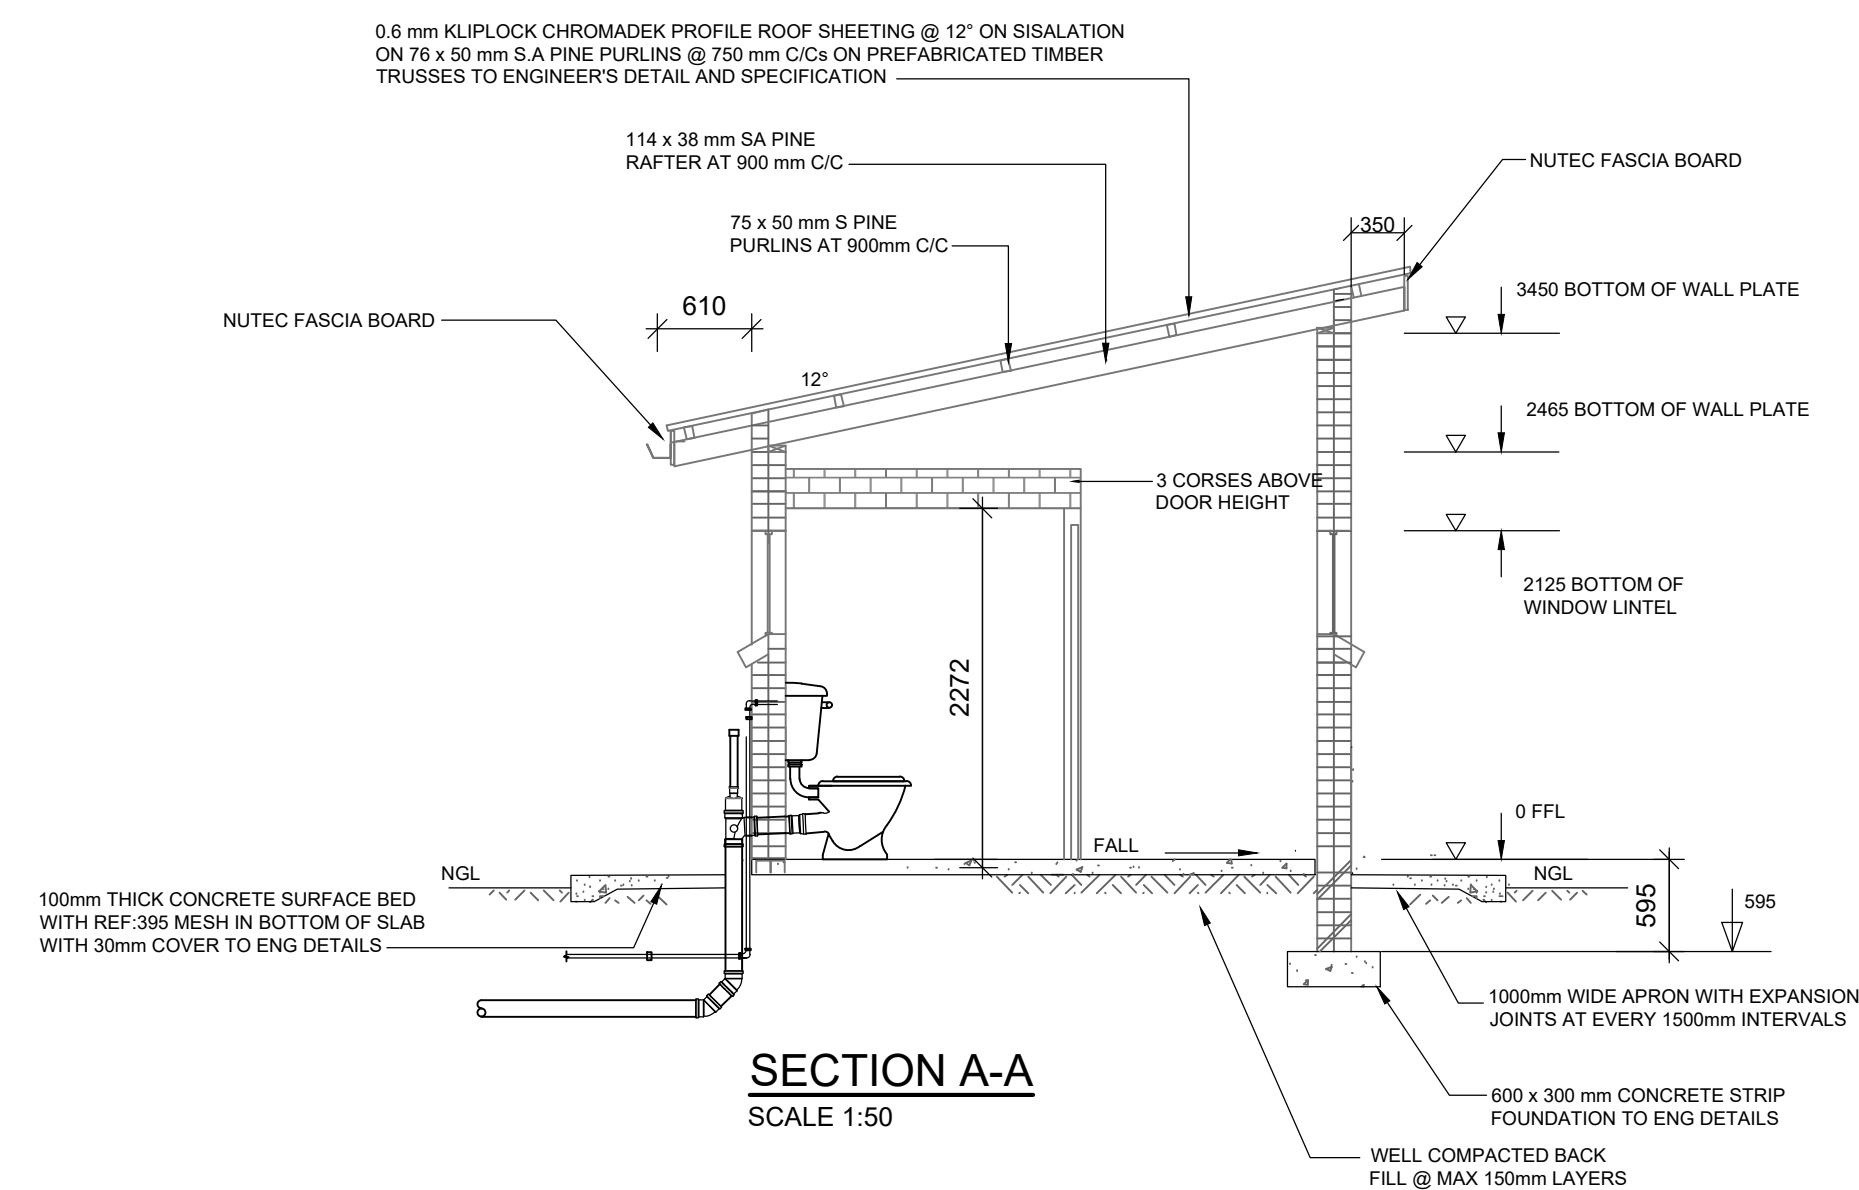 0.6 mm KLIPLOCK CHROMADEK PROFILE ROOF SHEETING @ 12° ON SISALATION
ON 76 x 50 mm S.A PINE PURLINS @ 750 mm C/Cs ON PREFABRICATED TIMBER
TRUSSES TO ENGINEER'S DETAIL AND SPECIFICATION
114 x 38 mm SA PINE
RAFTER AT 900 mm C/C
NUTEC FASCIA BOARD
75 x 50 mm S PINE
PURLINS AT 900mm C/C
350
3450 BOTTOM OF WALL PLATE
610
NUTEC FASCIA BOARD
12°
2465 BOTTOM OF WALL PLATE
3 CORSES ABOVE
DOOR HEIGHT
2125 BOTTOM OF
WINDOW LINTEL
2272
0 FFL
FALL
NGL
NGL
100mm THICK CONCRETE SURFACE BED
WITH REF:395 MESH IN BOTTOM OF SLAB
WITH 30mm COVER TO ENG DETAILS
595
595
1000mm WIDE APRON WITH EXPANSION
JOINTS AT EVERY 1500mm INTERVALS
SECTION A-A
SCALE 1:50
600 x 300 mm CONCRETE STRIP
FOUNDATION TO ENG DETAILS
WELL COMPACTED BACK
FILL @ MAX 150mm LAYERS